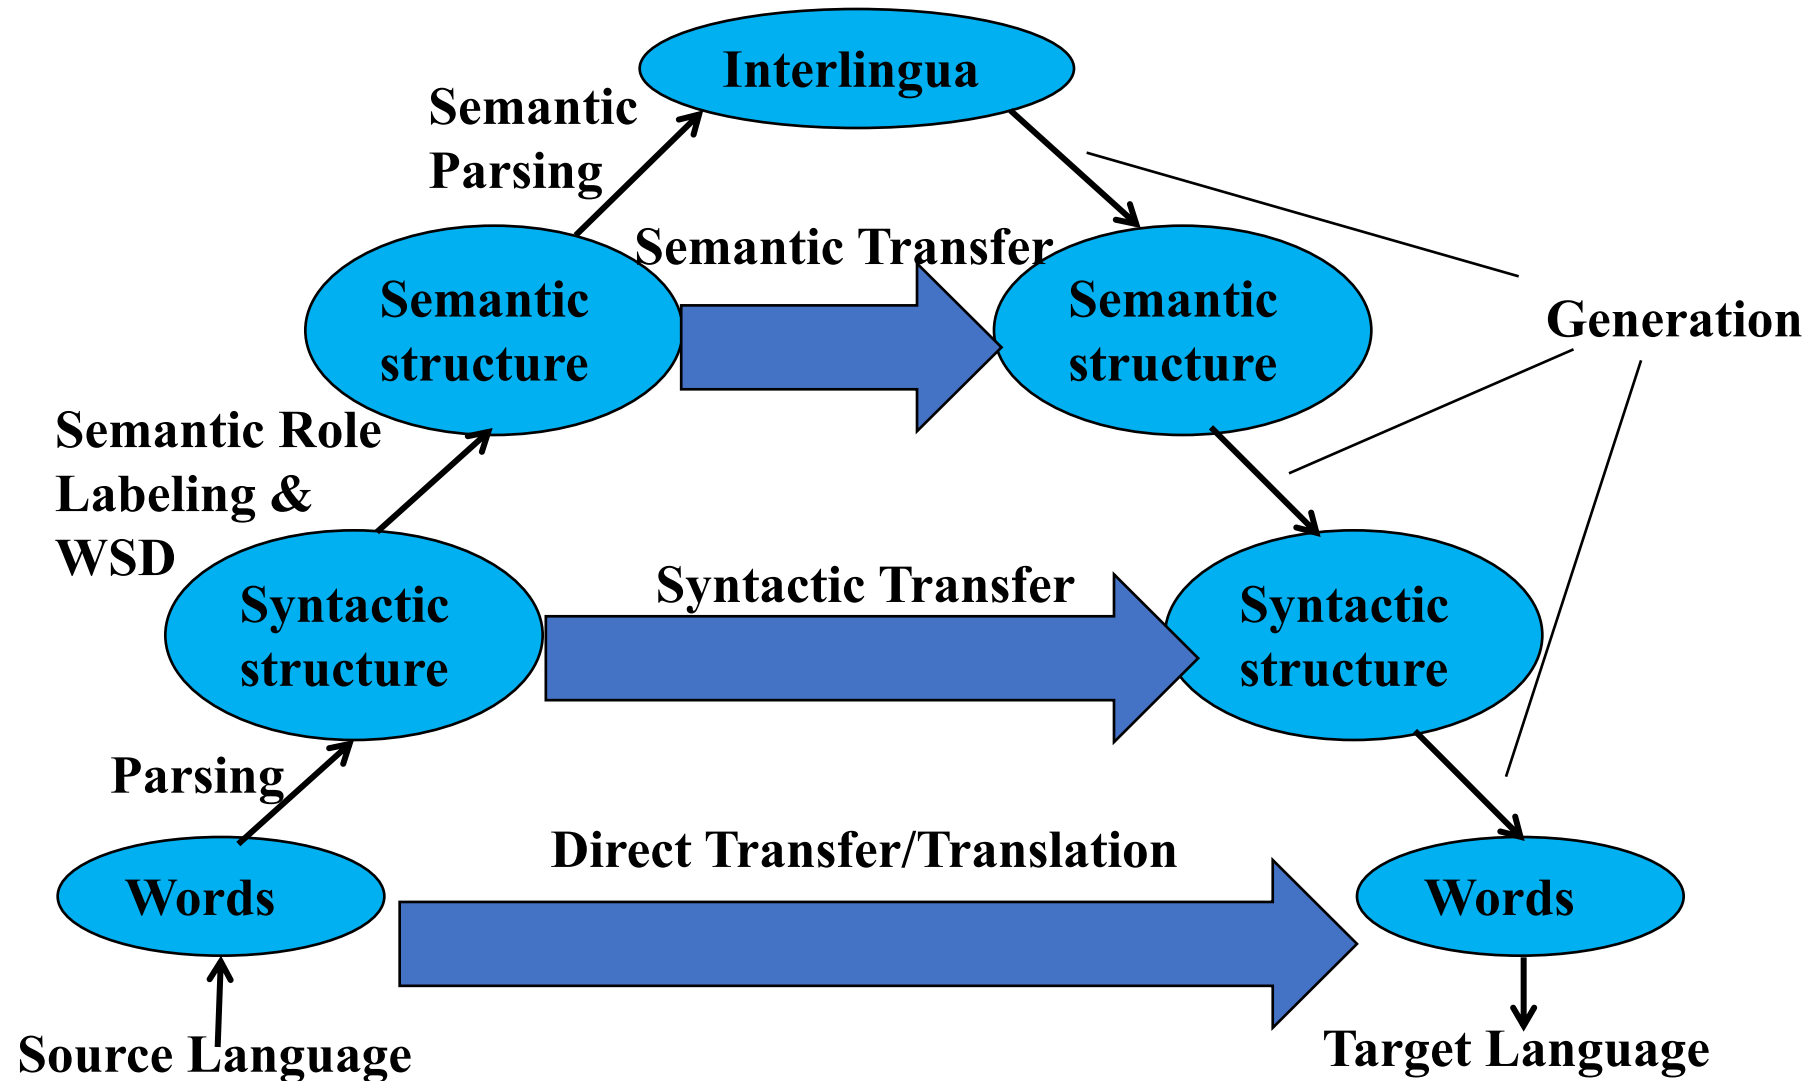 Interlingua
Semantic
Parsing
Semantic Transfer
Semantic
structure
Semantic
structure
Generation
Semantic Role
Labeling &
WSD
Syntactic Transfer
Syntactic
structure
Syntactic
structure
Parsing
Direct Transfer/Translation
Words
Words
Source Language
Target Language